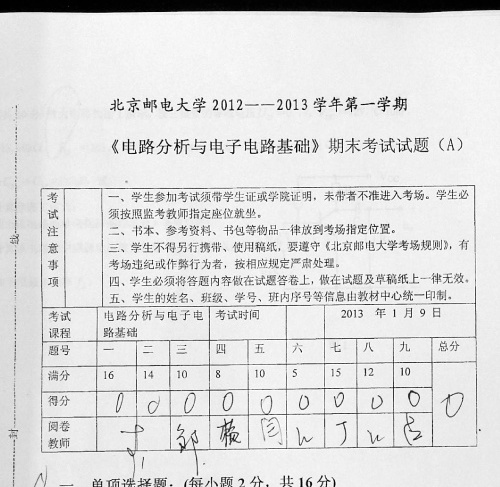 北京邮电大学 2012——2013 学年第一学期
《电路分析与电子电路基础》期末考试试题（A）
考试注意事项
一、学生参加考试须带学生证或学院证明，未带者不准进入考场。学生必
须按照监考教师指定座位就坐。
二、书本、参考资料、书包等物品一律放到考场指定位置。
三、学生不得另行携带、使用稿纸，要遵守《北京邮电大学考场规则》，有
考场违纪或作弊行为者，按相应规定严肃处理。
四、学生必须将答题内容做在试题答卷上，做在试题及草稿纸上一律无效。
五、学生的姓名、班级、学号、班内序号等信息由教材中心统一印制。
考试课程 电路分析与电子电路基础 考试时间 2013 年 1 月 9 日
题号 一 二 三 四 五 六 七 八 九 总分
满分 16 14 10 8 10 5 15 12 10
得分 0 0 0 0 0 0 0 0 0 0
阅卷教师
一、单项选择题：(每小题 2 分，共 16 分)